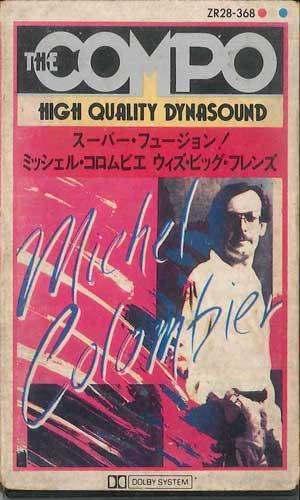 ZR28-368
THE COMPO
HIGH QUALITY DYNASOUND
スーパー・フュージョン!
ミッシェル・コロムビエ ウィズ・ビッグ・フレンズ
Michel
Colombier
DOLBY SYSTEM